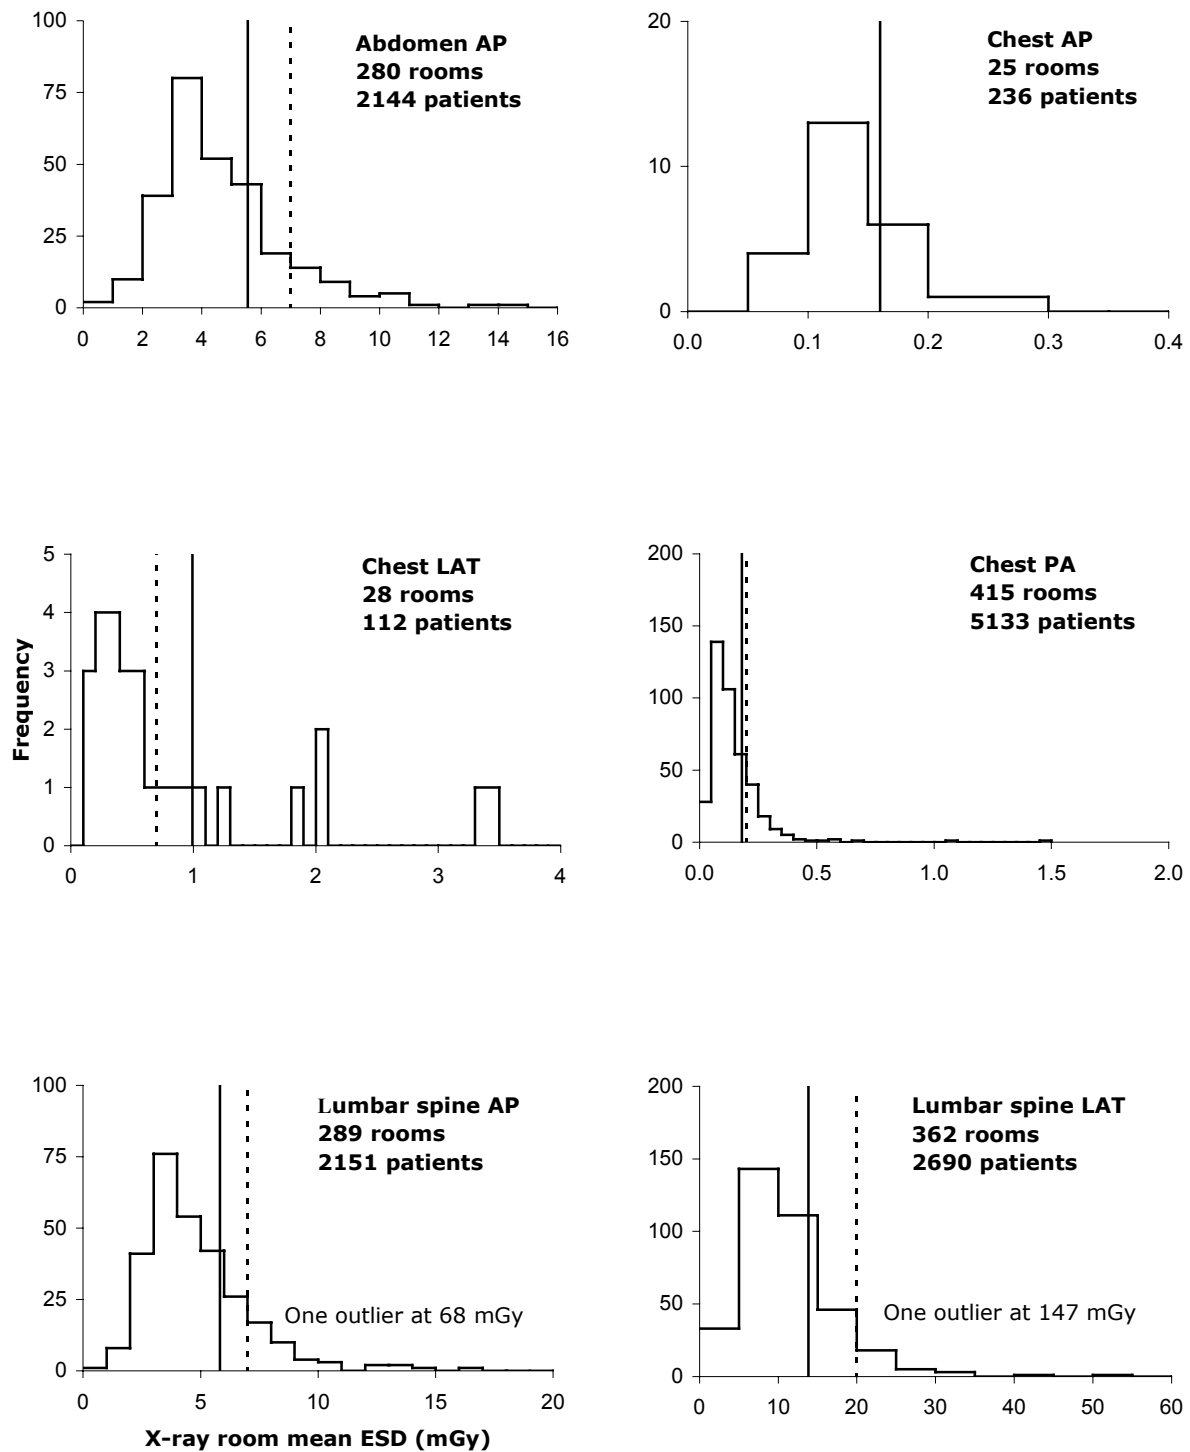 Abdomen AP
280 rooms
2144 patients
100
75
50
25
0
0 2 4 6 8 10 12 14 16
Chest AP
25 rooms
236 patients
20
10
0
0.0 0.1 0.2 0.3 0.4
Chest LAT
28 rooms
112 patients
Frequency
5
4
3
2
1
0
0 1 2 3 4
Chest PA
415 rooms
5133 patients
200
150
100
50
0
0.0 0.5 1.0 1.5 2.0
Lumbar spine AP
289 rooms
2151 patients
One outlier at 68 mGy
100
75
50
25
0
0 5 10 15 20
X-ray room mean ESD (mGy)
Lumbar spine LAT
362 rooms
2690 patients
One outlier at 147 mGy
200
150
100
50
0
0 10 20 30 40 50 60